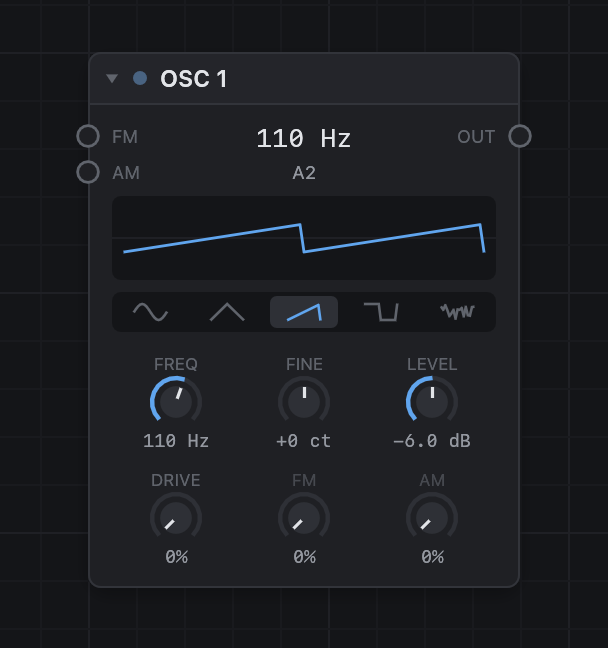 OSC 1
FM 110 Hz OUT
AM A2
FREQ FINE LEVEL
110 Hz +0 ct −6.0 dB
DRIVE FM AM
0% 0% 0%